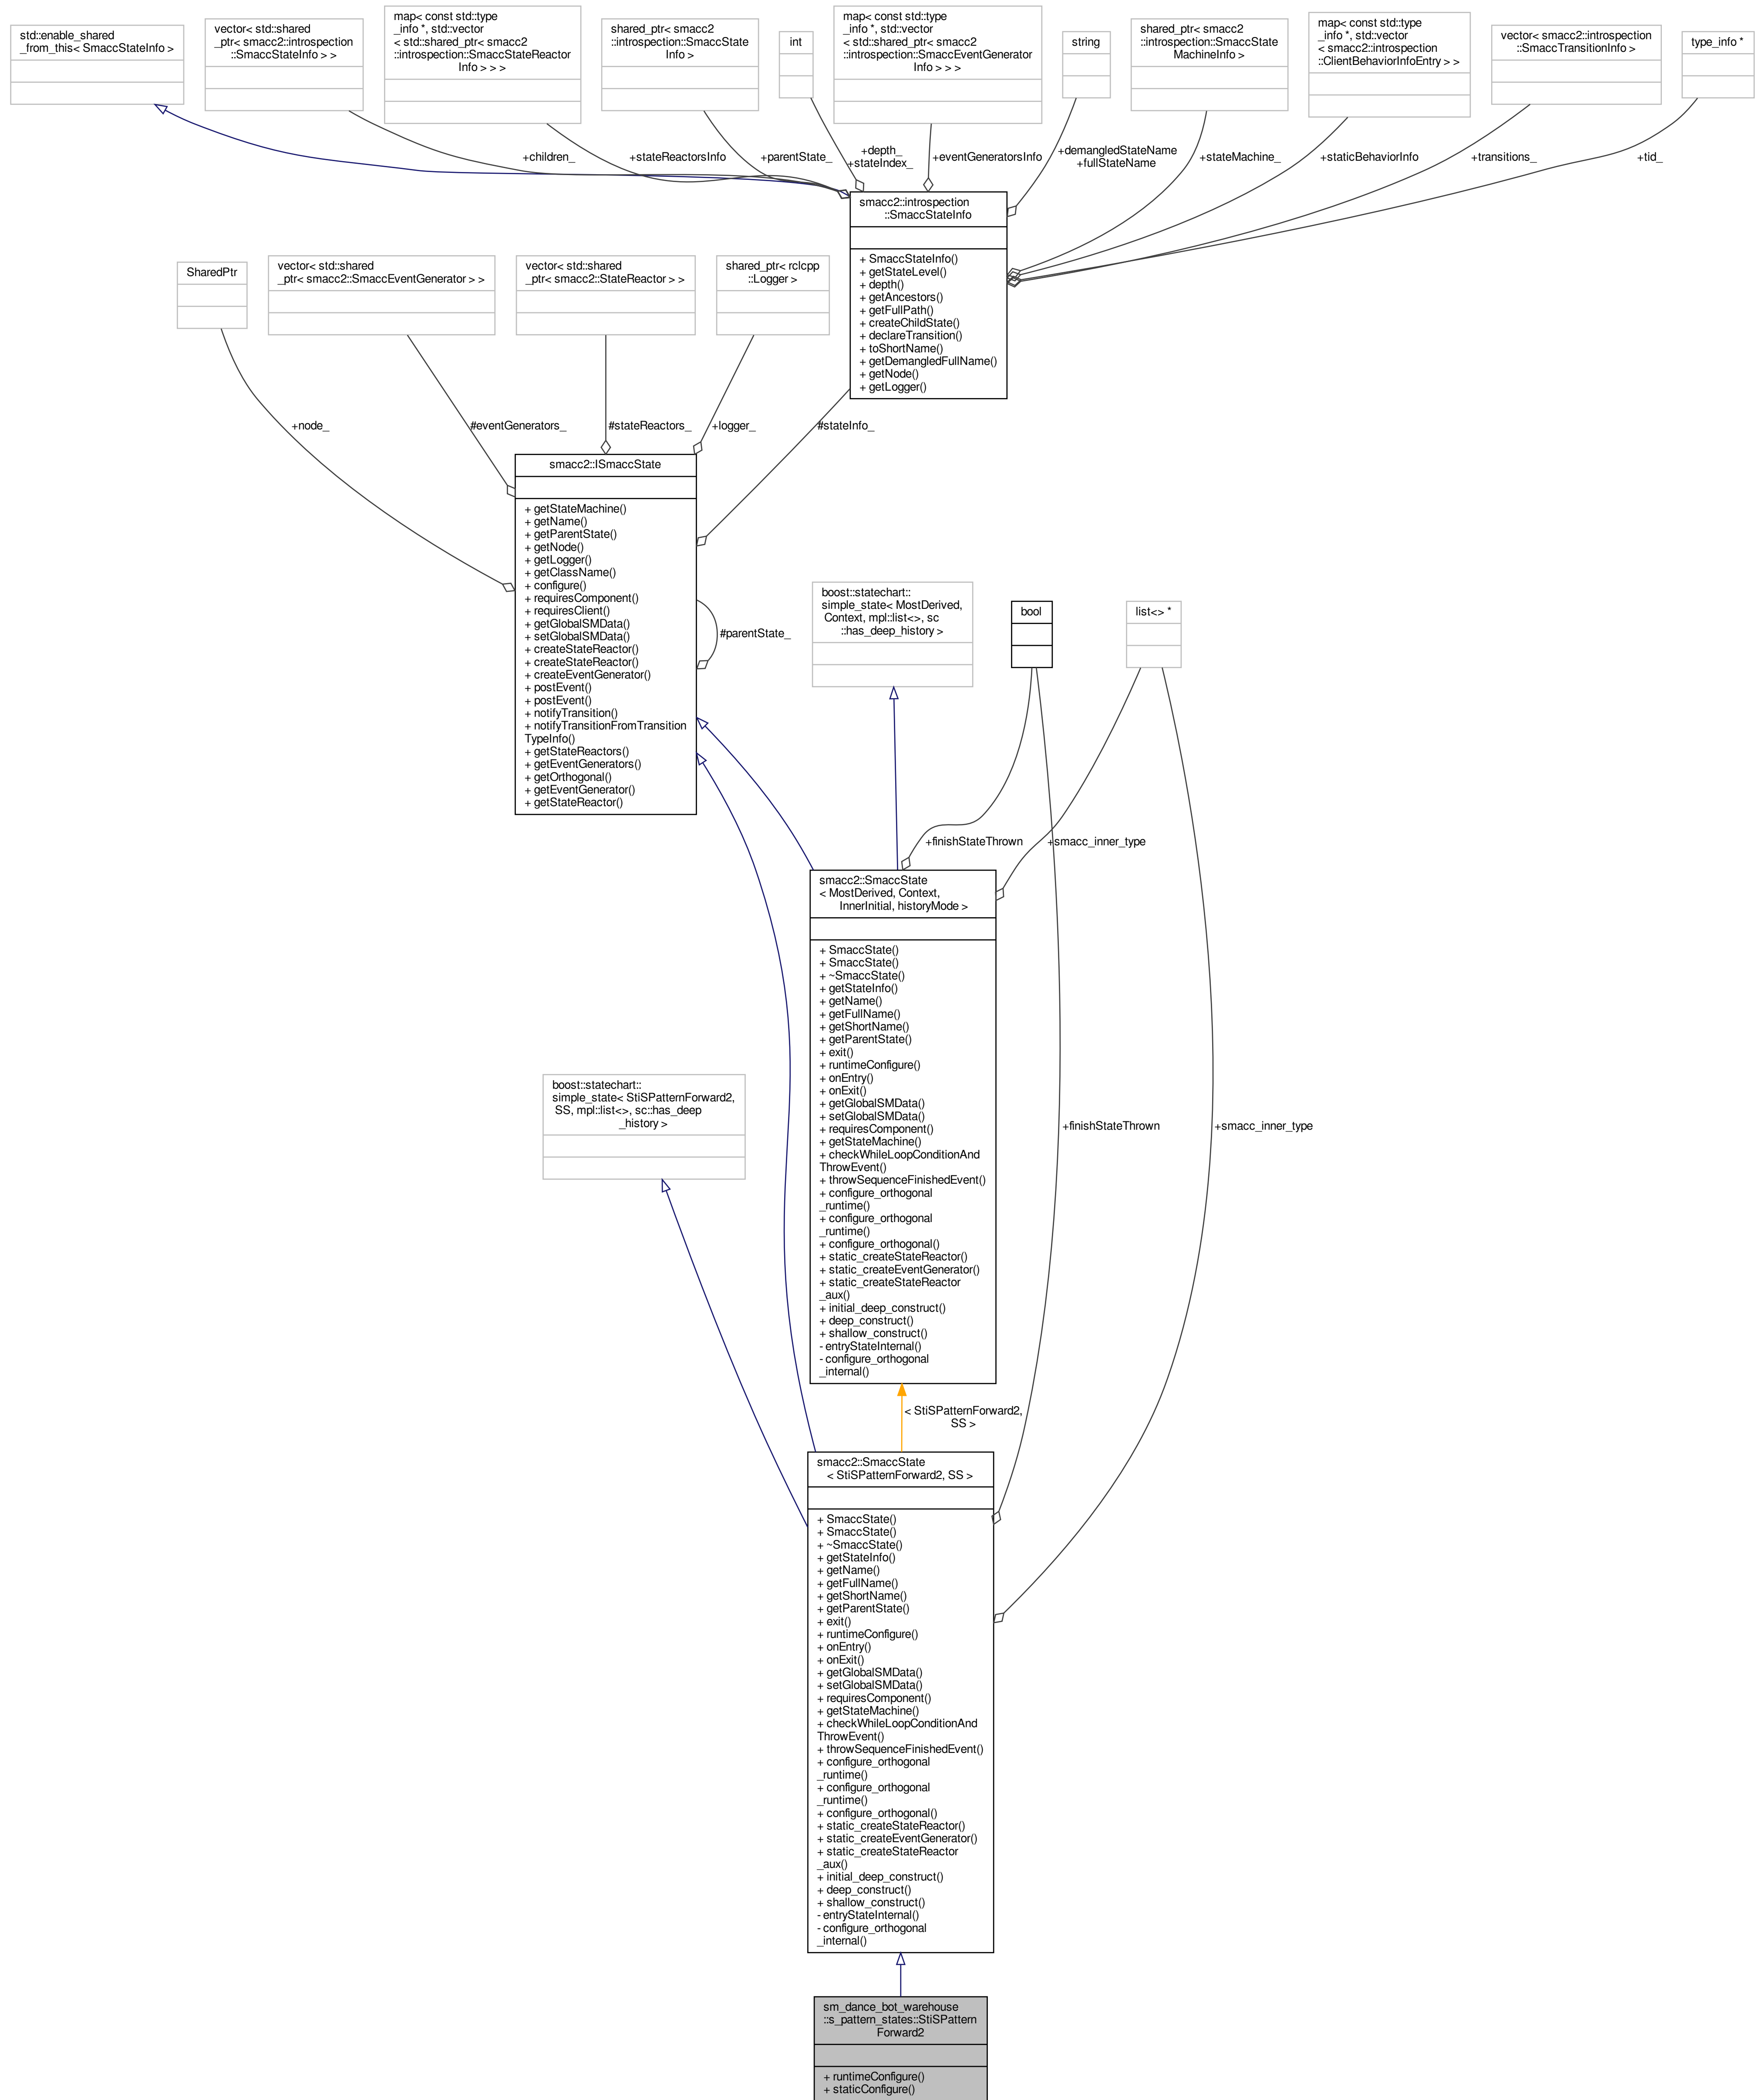 std::enable_shared
_from_this< SmaccStateInfo >
vector< std::shared
_ptr< smacc2::introspection
::SmaccStateInfo > >
map< const std::type
_info *, std::vector
< std::shared_ptr< smacc2
::introspection::SmaccStateReactor
Info > > >
shared_ptr< smacc2
::introspection::SmaccState
Info >
int
map< const std::type
_info *, std::vector
< std::shared_ptr< smacc2
::introspection::SmaccEventGenerator
Info > > >
string
shared_ptr< smacc2
::introspection::SmaccState
MachineInfo >
map< const std::type
_info *, std::vector
< smacc2::introspection
::ClientBehaviorInfoEntry > >
vector< smacc2::introspection
::SmaccTransitionInfo >
type_info *
+children_
+stateReactorsInfo
+parentState_
+depth_
+stateIndex_
+eventGeneratorsInfo
+demangledStateName
+fullStateName
+stateMachine_
+staticBehaviorInfo
+transitions_
+tid_
smacc2::introspection
::SmaccStateInfo
+ SmaccStateInfo()
+ getStateLevel()
+ depth()
+ getAncestors()
+ getFullPath()
+ createChildState()
+ declareTransition()
+ toShortName()
+ getDemangledFullName()
+ getNode()
+ getLogger()
SharedPtr
vector< std::shared
_ptr< smacc2::SmaccEventGenerator > >
vector< std::shared
_ptr< smacc2::StateReactor > >
shared_ptr< rclcpp
::Logger >
+node_
#eventGenerators_
#stateReactors_
+logger_
#stateInfo_
smacc2::ISmaccState
+ getStateMachine()
+ getName()
+ getParentState()
+ getNode()
+ getLogger()
+ getClassName()
+ configure()
+ requiresComponent()
+ requiresClient()
+ getGlobalSMData()
+ setGlobalSMData()
+ createStateReactor()
+ createStateReactor()
+ createEventGenerator()
+ postEvent()
+ postEvent()
+ notifyTransition()
+ notifyTransitionFromTransition
TypeInfo()
+ getStateReactors()
+ getEventGenerators()
+ getOrthogonal()
+ getEventGenerator()
+ getStateReactor()
#parentState_
boost::statechart::
simple_state< MostDerived,
Context, mpl::list<>, sc
::has_deep_history >
bool
list<> *
+finishStateThrown
+smacc_inner_type
smacc2::SmaccState
< MostDerived, Context,
InnerInitial, historyMode >
+ SmaccState()
+ SmaccState()
+ ~SmaccState()
+ getStateInfo()
+ getName()
+ getFullName()
+ getShortName()
+ getParentState()
+ exit()
+ runtimeConfigure()
+ onEntry()
+ onExit()
+ getGlobalSMData()
+ setGlobalSMData()
+ requiresComponent()
+ getStateMachine()
+ checkWhileLoopConditionAnd
ThrowEvent()
+ throwSequenceFinishedEvent()
+ configure_orthogonal
_runtime()
+ configure_orthogonal
_runtime()
+ configure_orthogonal()
+ static_createStateReactor()
+ static_createEventGenerator()
+ static_createStateReactor
_aux()
+ initial_deep_construct()
+ deep_construct()
+ shallow_construct()
- entryStateInternal()
- configure_orthogonal
_internal()
boost::statechart::
simple_state< StiSPatternForward2,
SS, mpl::list<>, sc::has_deep
_history >
+finishStateThrown
+smacc_inner_type
< StiSPatternForward2,
SS >
smacc2::SmaccState
< StiSPatternForward2, SS >
+ SmaccState()
+ SmaccState()
+ ~SmaccState()
+ getStateInfo()
+ getName()
+ getFullName()
+ getShortName()
+ getParentState()
+ exit()
+ runtimeConfigure()
+ onEntry()
+ onExit()
+ getGlobalSMData()
+ setGlobalSMData()
+ requiresComponent()
+ getStateMachine()
+ checkWhileLoopConditionAnd
ThrowEvent()
+ throwSequenceFinishedEvent()
+ configure_orthogonal
_runtime()
+ configure_orthogonal
_runtime()
+ configure_orthogonal()
+ static_createStateReactor()
+ static_createEventGenerator()
+ static_createStateReactor
_aux()
+ initial_deep_construct()
+ deep_construct()
+ shallow_construct()
- entryStateInternal()
- configure_orthogonal
_internal()
sm_dance_bot_warehouse
::s_pattern_states::StiSPattern
Forward2
+ runtimeConfigure()
+ staticConfigure()